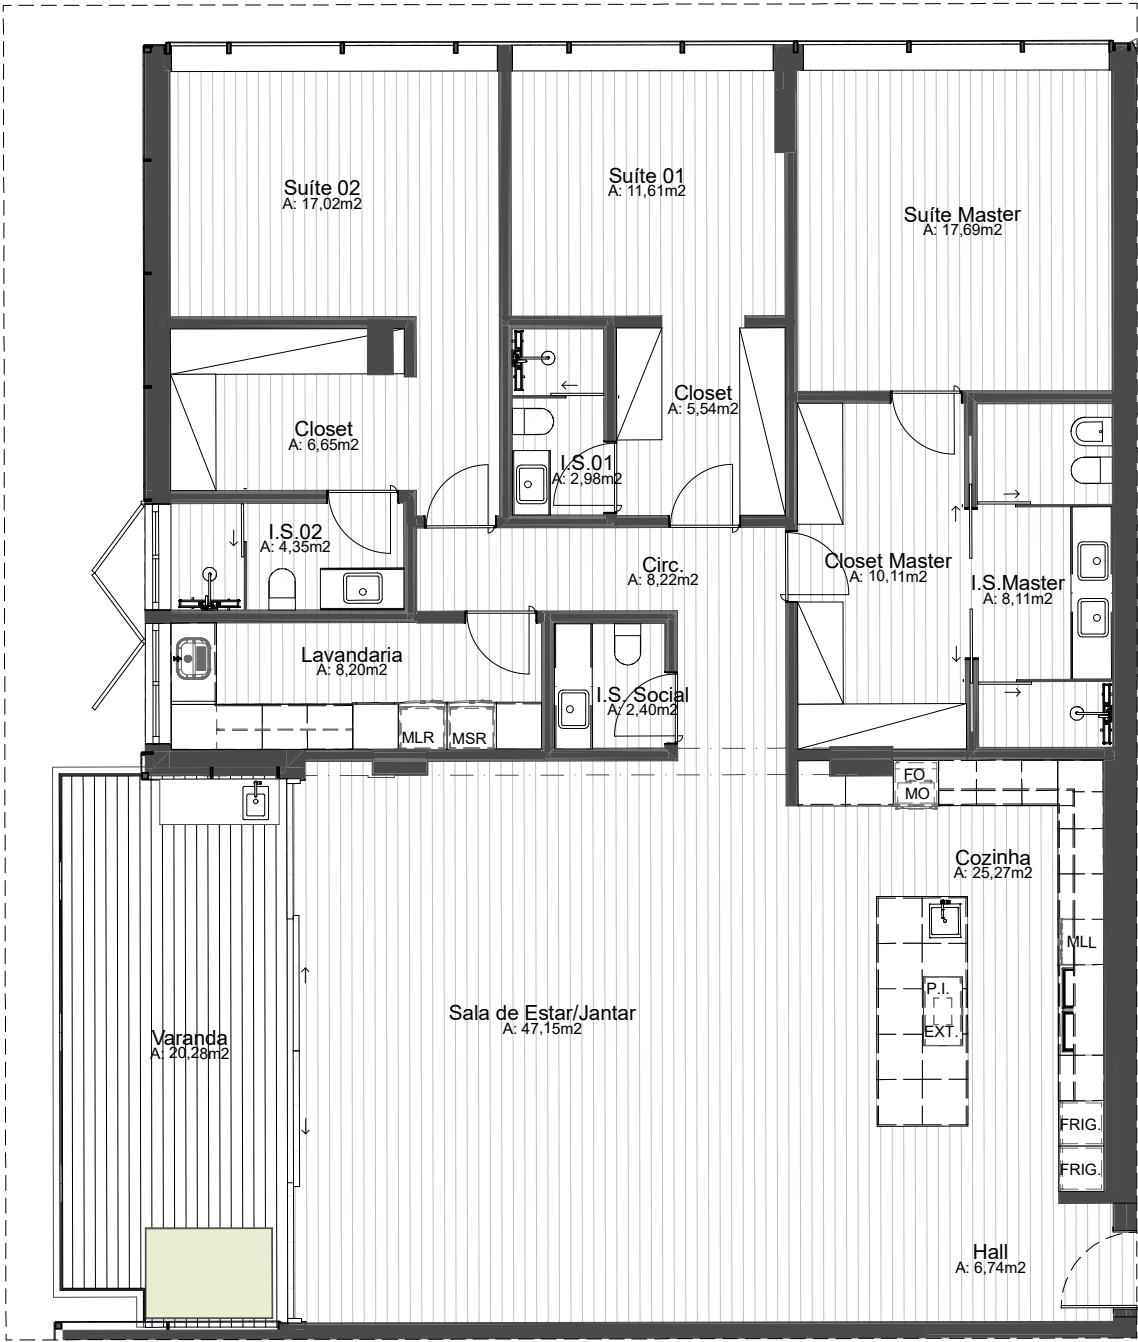 Suíte 02
A: 17,02m2
Suíte 01
A: 11,61m2
Suíte Master
A: 17,69m2
Closet
A: 6,65m2
Closet
A: 5,54m2
I.S.01
A: 2,98m2
I.S.02
A: 4,35m2
Circ.
A: 8,22m2
Closet Master
A: 10,11m2
I.S.Master
A: 8,11m2
Lavandaria
A: 8,20m2
I.S. Social
A: 2,40m2
MLR
MSR
FO
MO
Cozinha
A: 25,27m2
MLL
P.I.
EXT.
Sala de Estar/Jantar
A: 47,15m2
Varanda
A: 20,28m2
FRIG.
FRIG.
Hall
A: 6,74m2